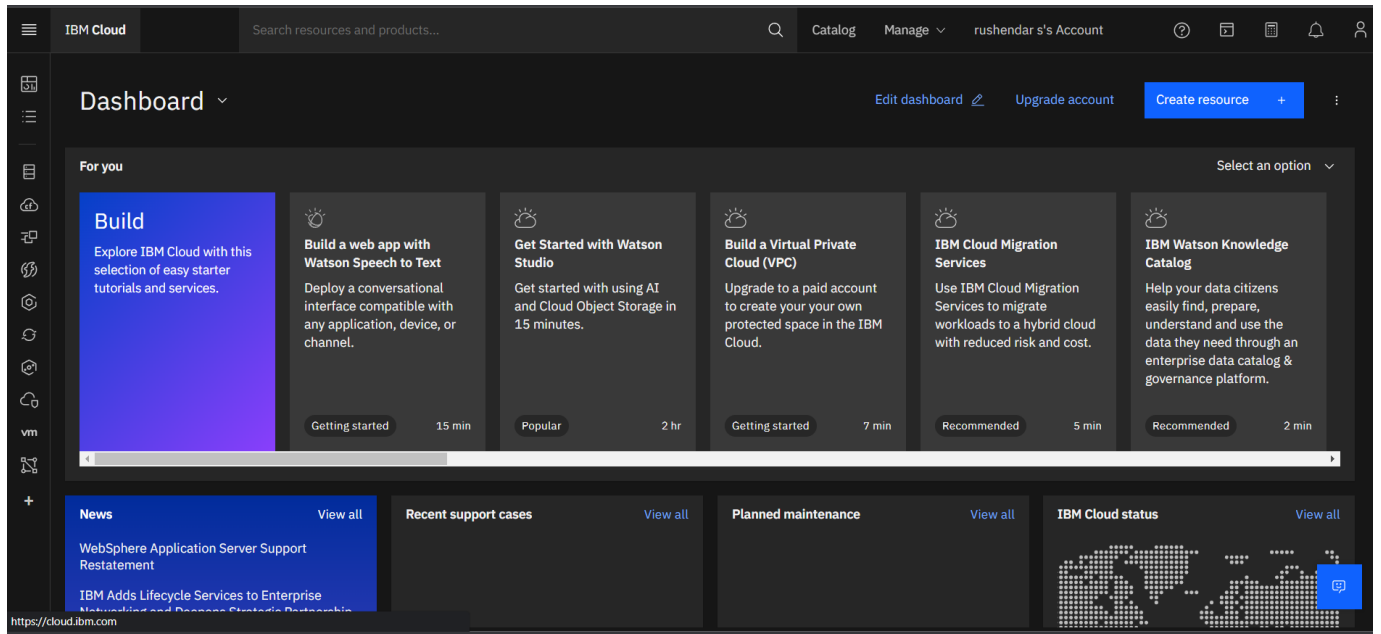 IBM Cloud
Search resources and products...
Catalog
Manage
rushendar s's Account
Dashboard
Edit dashboard
Upgrade account
Create resource +
For you
Select an option
Build
Explore IBM Cloud with this
selection of easy starter
tutorials and services.
Build a web app with
Watson Speech to Text
Deploy a conversational
interface compatible with
any application, device, or
channel.
Getting started
15 min
Get Started with Watson
Studio
Get started with using AI
and Cloud Object Storage in
15 minutes.
Popular
2 hr
Build a Virtual Private
Cloud (VPC)
Upgrade to a paid account
to create your your own
protected space in the IBM
Cloud.
Getting started
7 min
IBM Cloud Migration
Services
Use IBM Cloud Migration
Services to migrate
workloads to a hybrid cloud
with reduced risk and cost.
Recommended
5 min
IBM Watson Knowledge
Catalog
Help your data citizens
easily find, prepare,
understand and use the
data they need through an
enterprise data catalog &
governance platform.
Recommended
2 min
vm
News
View all
WebSphere Application Server Support
Restatement
IBM Adds Lifecycle Services to Enterprise
Networking and Deepens Strategic Partnership
Recent support cases
View all
Planned maintenance
View all
IBM Cloud status
View all
https://cloud.ibm.com